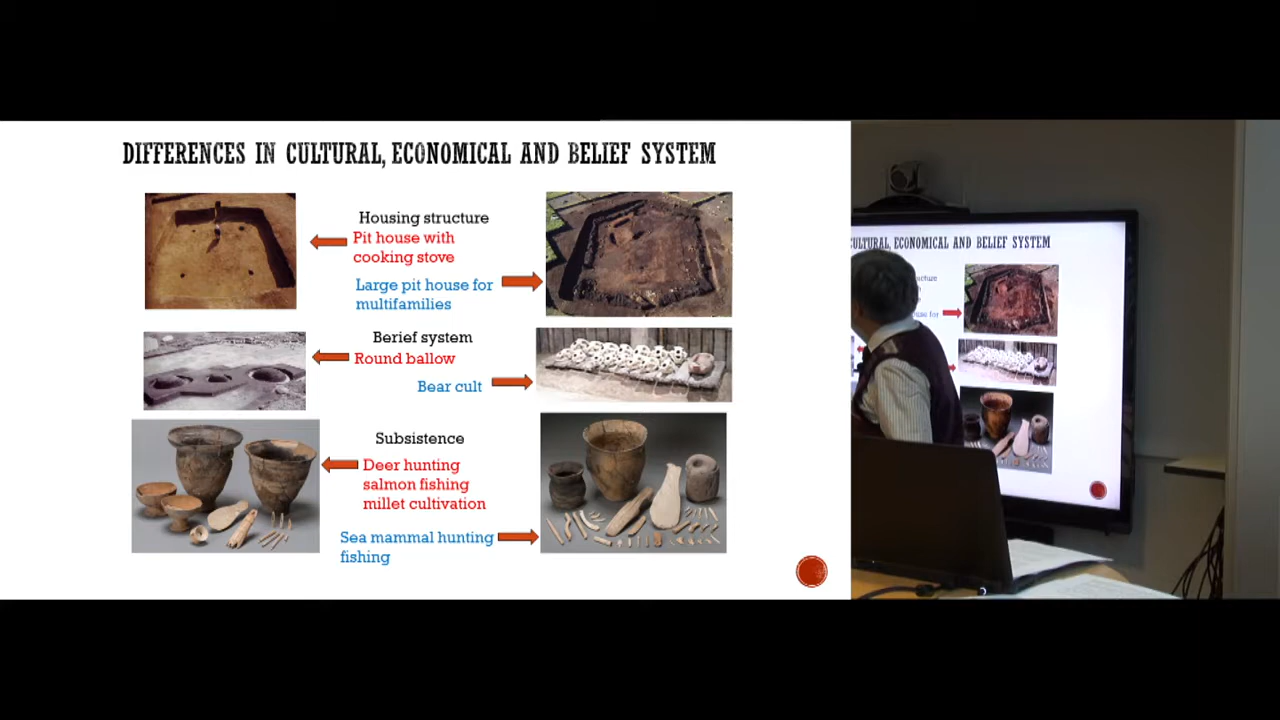 DIFFERENCES IN CULTURAL, ECONOMICAL AND BELIEF SYSTEM
Housing structure
Pit house with
cooking stove
Large pit house for
multifamilies
Berief system
Round ballow
Bear cult
Subsistence
Deer hunting
salmon fishing
millet cultivation
Sea mammal hunting
fishing
CULTURAL, ECONOMICAL AND BELIEF SYSTEM